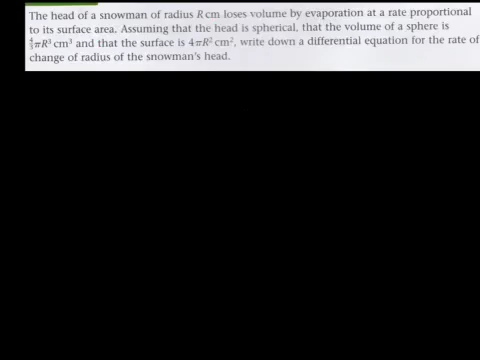 The head of a snowman of radius R cm loses volume by evaporation at a rate proportional
to its surface area. Assuming that the head is spherical, that the volume of a sphere is
4/3 πR³ cm³ and that the surface is 4πR² cm², write down a differential equation for the rate of
change of radius of the snowman's head.